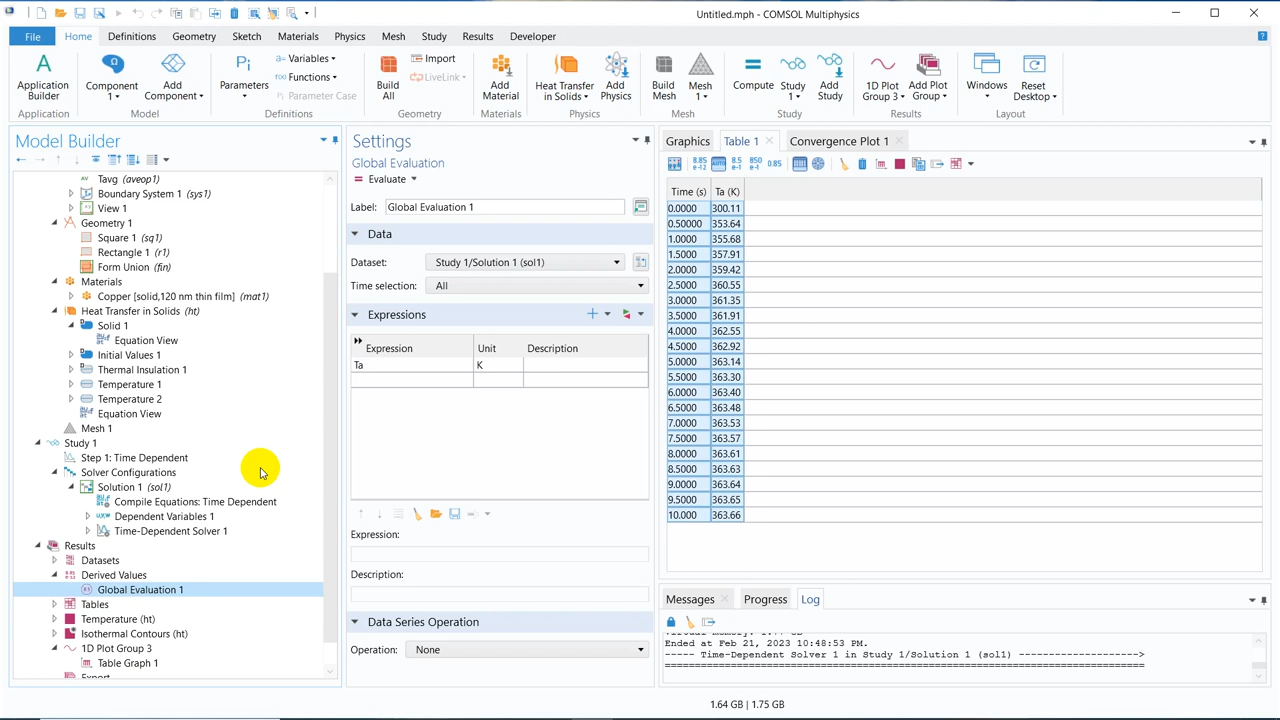 Untitled.mph - COMSOL Multiphysics
File Home Definitions Geometry Sketch Materials Physics Mesh Study Results Developer
Application Builder
Component 1
Add Component
Pi Parameters
a= Variables
f(x) Functions
Pi Parameter Case
Build All
Import
LiveLink
Add Material
Heat Transfer in Solids
Add Physics
Build Mesh
Mesh 1
Compute
Study 1
Add Study
1D Plot Group 3
Add Plot Group
Windows
Reset Desktop
Application Model Definitions Geometry Materials Physics Mesh Study Results Layout
Model Builder
Tavg (aveop1)
Boundary System 1 (sys1)
View 1
Geometry 1
Square 1 (sq1)
Rectangle 1 (r1)
Form Union (fin)
Materials
Copper [solid,120 nm thin film] (mat1)
Heat Transfer in Solids (ht)
Solid 1
Equation View
Initial Values 1
Thermal Insulation 1
Temperature 1
Temperature 2
Equation View
Mesh 1
Study 1
Step 1: Time Dependent
Solver Configurations
Solution 1 (sol1)
Compile Equations: Time Dependent
Dependent Variables 1
Time-Dependent Solver 1
Results
Datasets
Derived Values
Global Evaluation 1
Tables
Temperature (ht)
Isothermal Contours (ht)
1D Plot Group 3
Table Graph 1
Settings
Global Evaluation
= Evaluate
Label: Global Evaluation 1
Data
Dataset: Study 1/Solution 1 (sol1)
Time selection: All
Expressions
Expression Unit Description
Ta K
Expression:
Description:
Data Series Operation
Operation: None
Graphics Table 1 Convergence Plot 1
8.85 e-12 AUTO 8.5 e-1 850 e-1 0.85
Time (s) Ta (K)
0.0000 300.11
0.50000 353.64
1.0000 355.68
1.5000 357.91
2.0000 359.42
2.5000 360.55
3.0000 361.35
3.5000 361.91
4.0000 362.55
4.5000 362.92
5.0000 363.14
5.5000 363.30
6.0000 363.40
6.5000 363.48
7.0000 363.53
7.5000 363.57
8.0000 363.61
8.5000 363.63
9.0000 363.64
9.5000 363.65
10.000 363.66
Messages Progress Log
Ended at Feb 21, 2023 10:48:53 PM.
----- Time-Dependent Solver 1 in Study 1/Solution 1 (sol1) -------------------->
1.64 GB | 1.75 GB